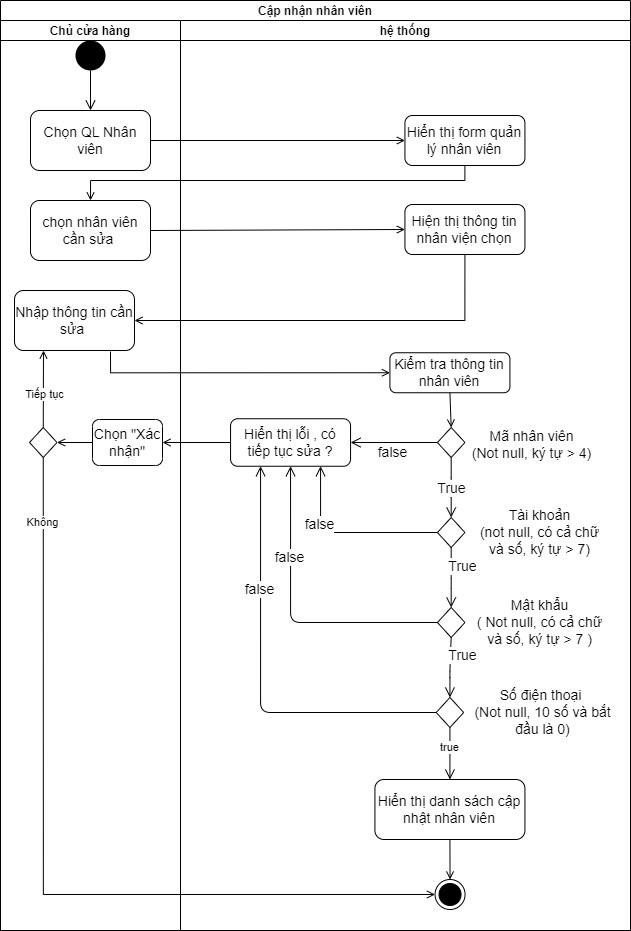 Cập nhận nhân viên
Chủ cửa hàng
hệ thống
Chọn QL Nhân
viên
Hiển thị form quản
lý nhân viên
chọn nhân viên
cần sửa
Hiện thị thông tin
nhân viện chọn
Nhập thông tin cần
sửa
Kiểm tra thông tin
nhân viên
Tiếp tục
Chọn "Xác
nhận"
Hiển thị lỗi , có
tiếp tục sửa ?
false
Mã nhân viên
(Not null, ký tự > 4)
True
Không
false
Tài khoản
(not null, có cả chữ
và số, ký tự > 7)
false
True
false
Mật khẩu
( Not null, có cả chữ
và số, ký tự > 7 )
True
Số điện thoại
(Not null, 10 số và bắt
đầu là 0)
true
Hiển thị danh sách cập
nhật nhân viên